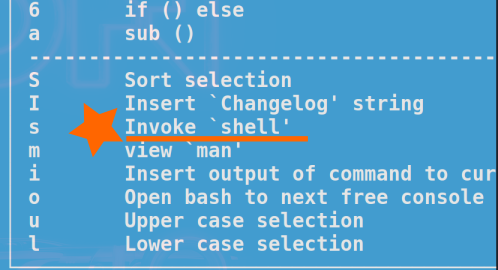 6 if () else
a sub ()
S Sort selection
I Insert `Changelog' string
s Invoke `shell'
m view `man'
i Insert output of command to cur
o Open bash to next free console
u Upper case selection
l Lower case selection